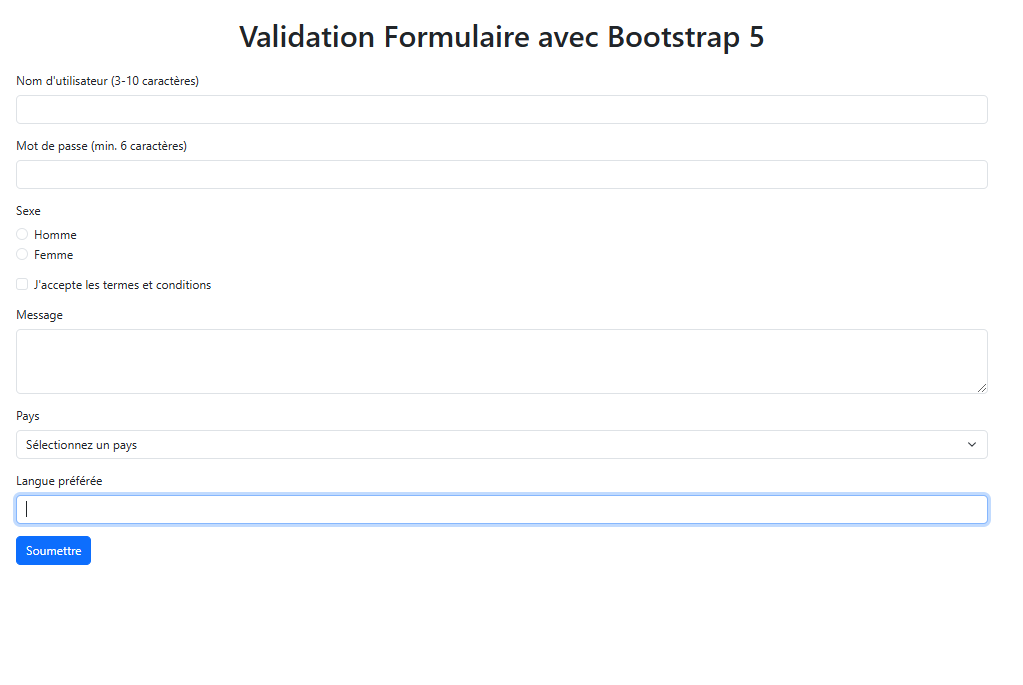 Validation Formulaire avec Bootstrap 5
Nom d'utilisateur (3-10 caractères)
Mot de passe (min. 6 caractères)
Sexe
Homme
Femme
J'accepte les termes et conditions
Message
Pays
Sélectionnez un pays
Langue préférée
Soumettre